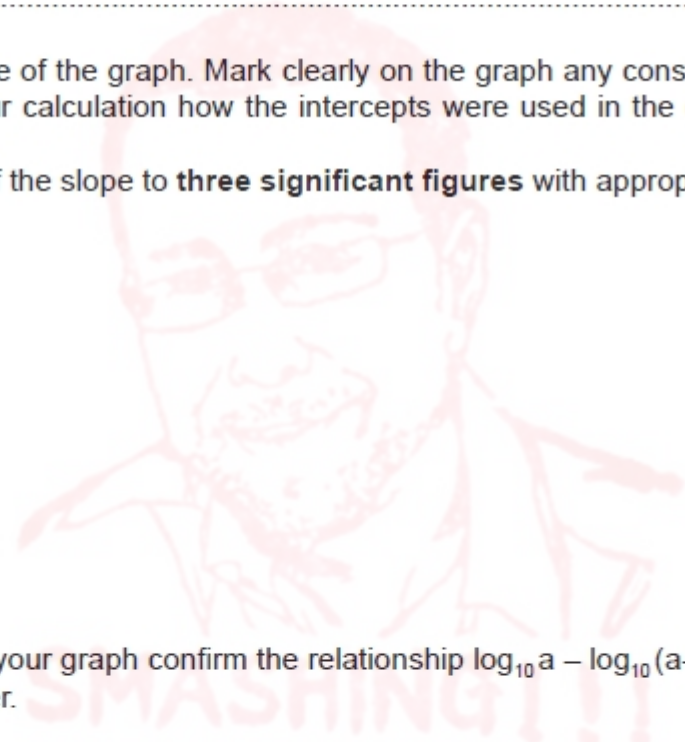 e of the graph. Mark clearly on the graph any cons
r calculation how the intercepts were used in the
f the slope to three significant figures with approp
your graph confirm the relationship log₁₀a – log₁₀(a-
r.
SMASHING!!!